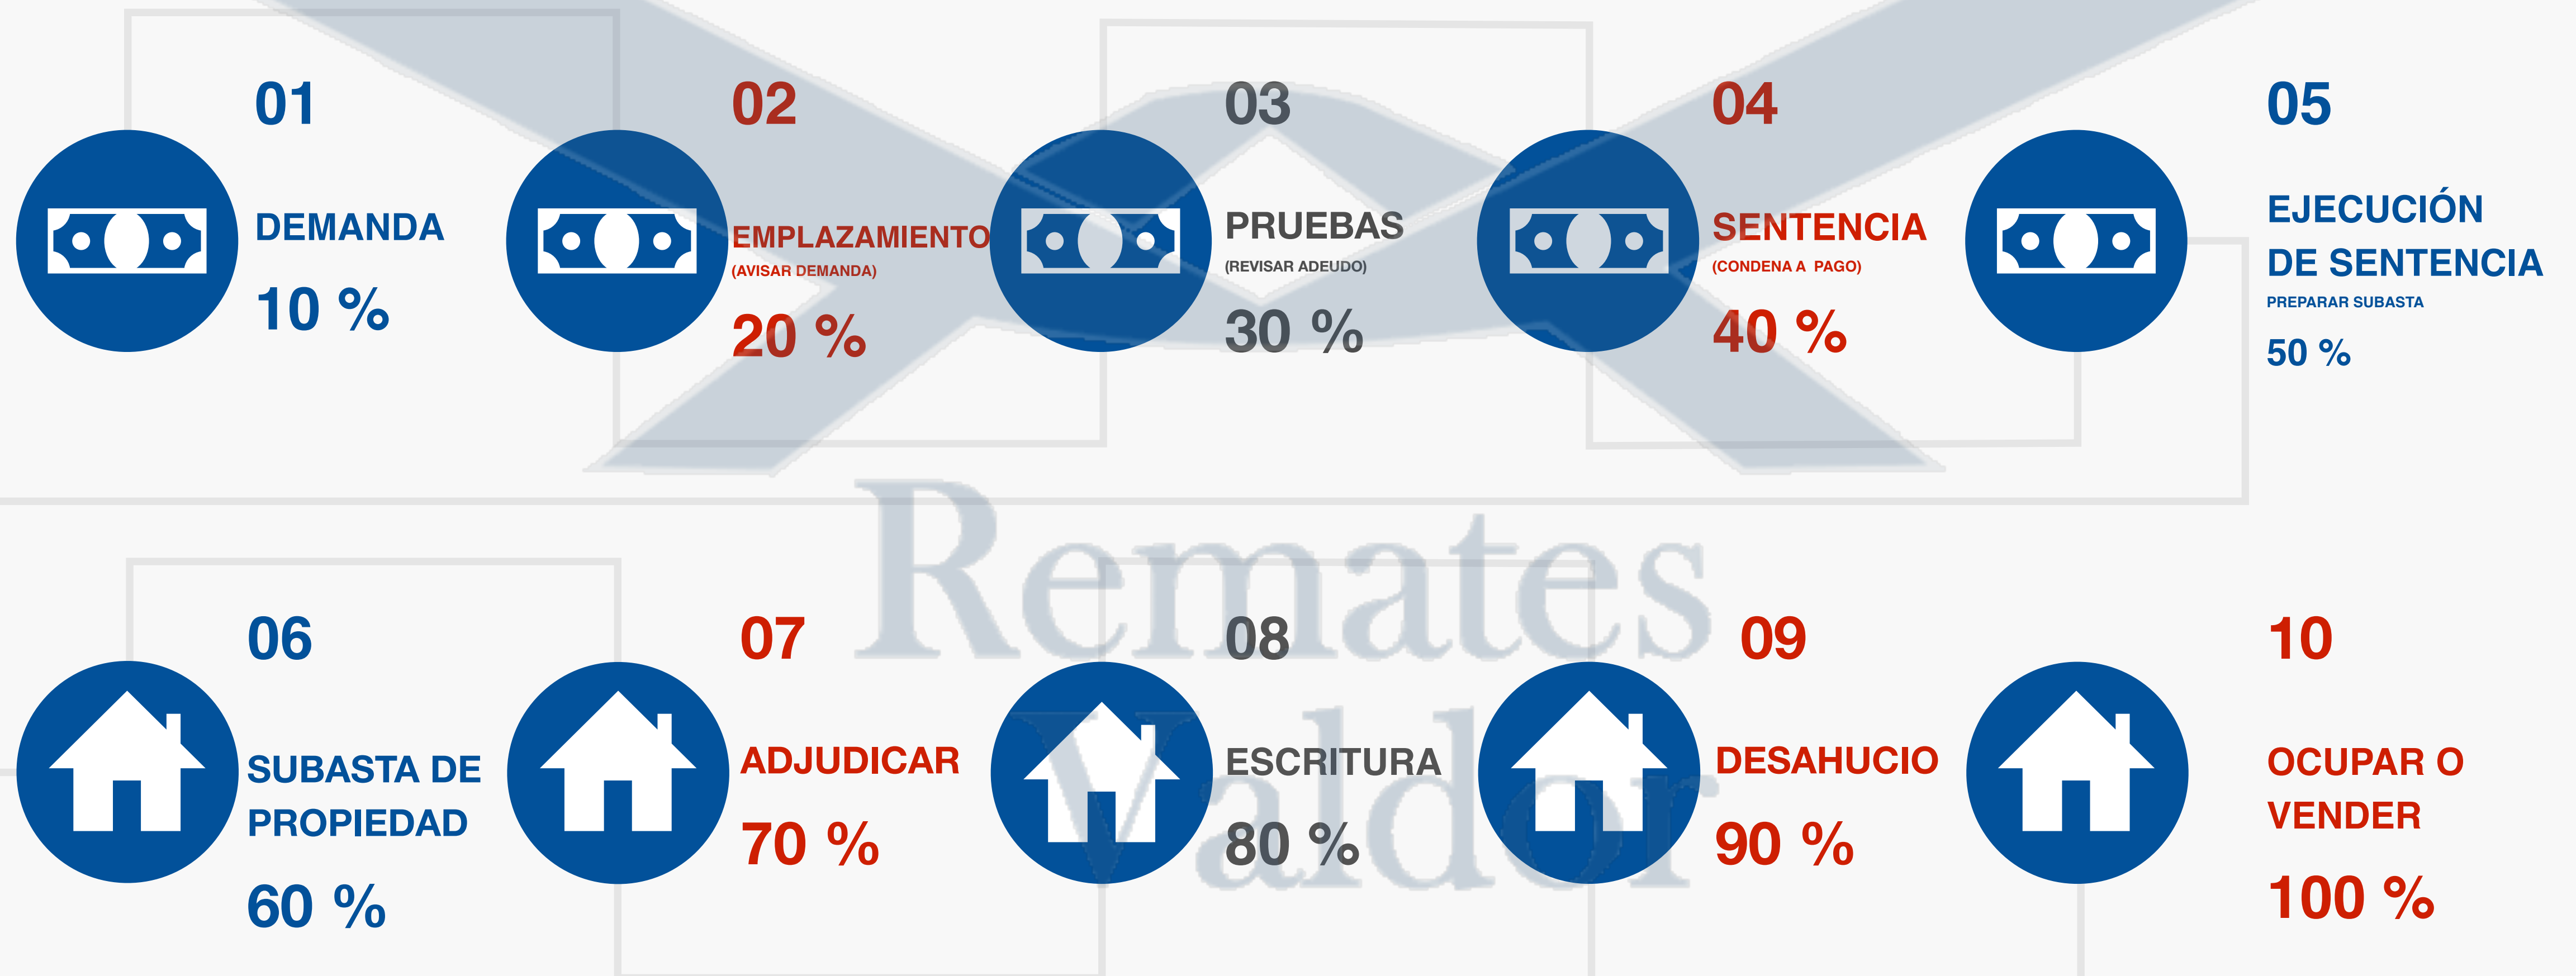 01
DEMANDA
10 %
02
EMPLAZAMIENTO
(AVISAR DEMANDA)
20 %
03
PRUEBAS
(REVISAR ADEUDO)
30 %
04
SENTENCIA
(CONDENA A PAGO)
40 %
05
EJECUCIÓN
DE SENTENCIA
PREPARAR SUBASTA
50 %
06
SUBASTA DE
PROPIEDAD
60 %
07
ADJUDICAR
70 %
08
ESCRITURA
80 %
09
DESAHUCIO
90 %
10
OCUPAR O
VENDER
100 %
Remates
Valdor